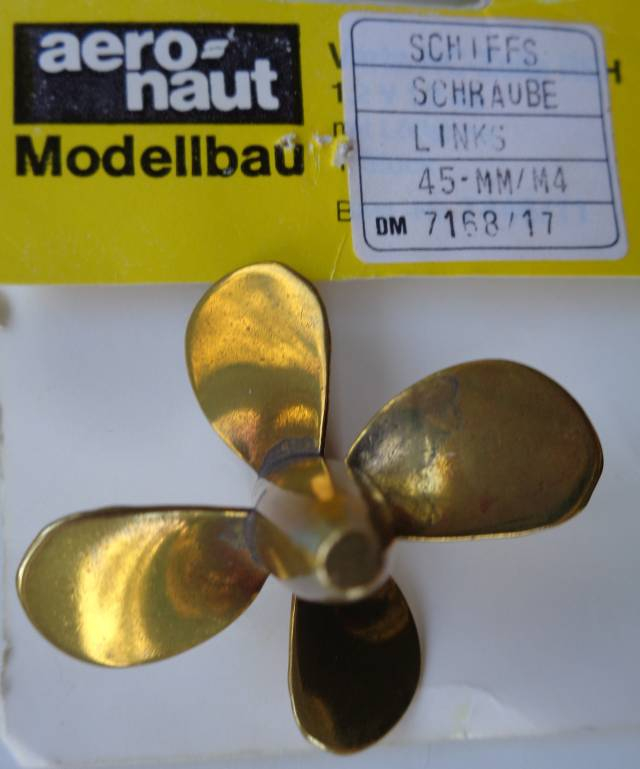 aero-
naut
Modellbau
SCHIFFS
SCHRAUBE
LINKS
45-MM/M4
DM 7168/17